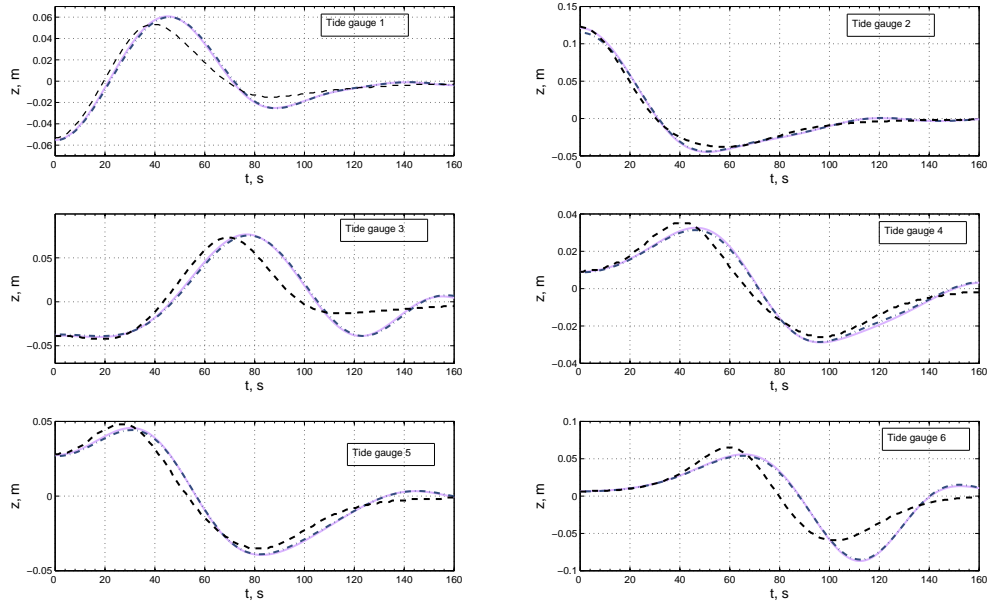 Tide gauge 1
z, m
0.06
0.04
0.02
0
−0.02
−0.04
−0.06
0 20 40 60 80 100 120 140 160
t, s
Tide gauge 2
z, m
0.15
0.1
0.05
0
−0.05
0 20 40 60 80 100 120 140 160
t, s
Tide gauge 3
z, m
0.05
0
−0.05
0 20 40 60 80 100 120 140 160
t, s
Tide gauge 4
z, m
0.04
0.02
0
−0.02
−0.04
0 20 40 60 80 100 120 140 160
t, s
Tide gauge 5
z, m
0.05
0
−0.05
0 20 40 60 80 100 120 140 160
t, s
Tide gauge 6
z, m
0.1
0.05
0
−0.05
−0.1
0 20 40 60 80 100 120 140 160
t, s